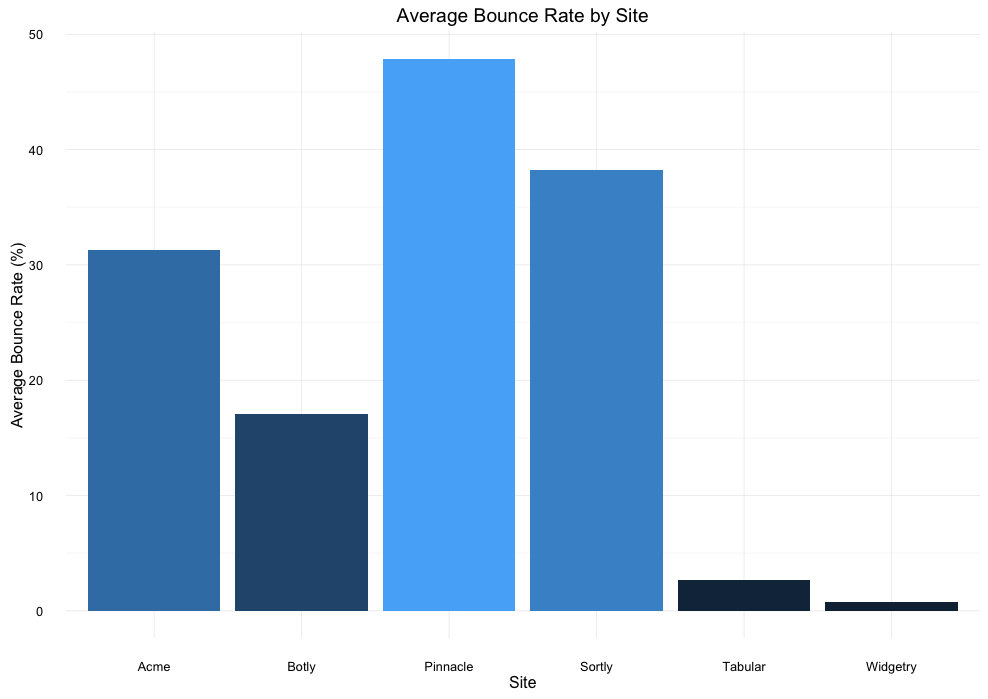 Average Bounce Rate by Site
Average Bounce Rate (%)
50
40
30
20
10
0
Acme Botly Pinnacle Sortly Tabular Widgetry
Site